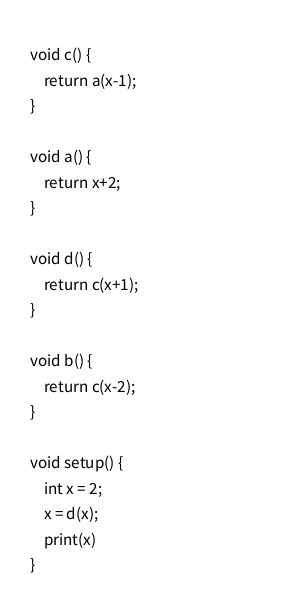 void c() {
    return a(x-1);
}

void a() {
    return x+2;
}

void d() {
    return c(x+1);
}

void b() {
    return c(x-2);
}

void setup() {
    int x = 2;
    x = d(x);
    print(x)
}